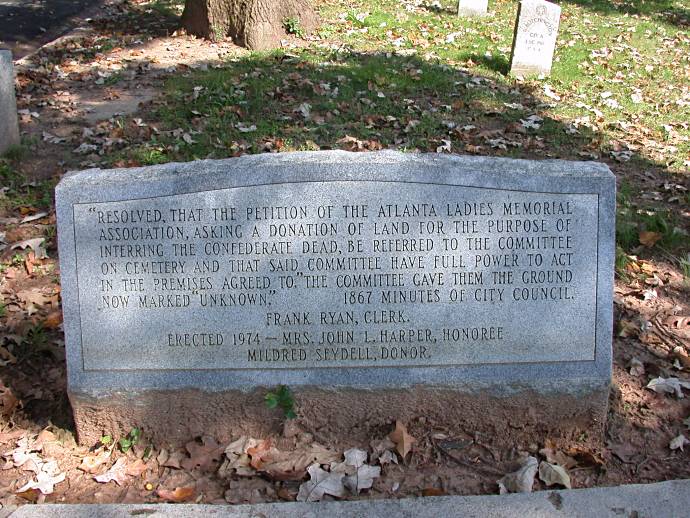 "RESOLVED, THAT THE PETITION OF THE ATLANTA LADIES MEMORIAL
ASSOCIATION, ASKING A DONATION OF LAND FOR THE PURPOSE OF
INTERRING THE CONFEDERATE DEAD, BE REFERRED TO THE COMMITTEE
ON CEMETERY AND THAT SAID COMMITTEE HAVE FULL POWER TO ACT
IN THE PREMISES AGREED TO." THE COMMITTEE GAVE THEM THE GROUND
NOW MARKED "UNKNOWN." 1867 MINUTES OF CITY COUNCIL.
FRANK RYAN, CLERK.
ERECTED 1974 — MRS. JOHN L. HARPER, HONOREE
MILDRED SEYDELL, DONOR.
CO. A